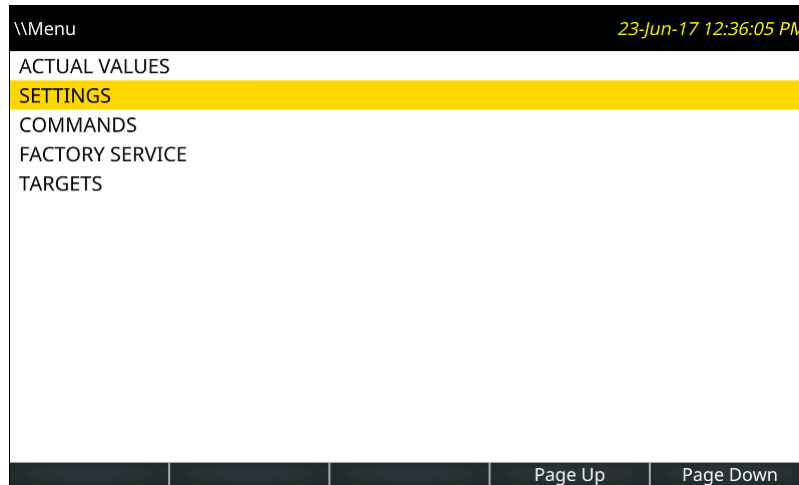 \\Menu 23-Jun-17 12:36:05 PM
ACTUAL VALUES
SETTINGS
COMMANDS
FACTORY SERVICE
TARGETS
Page Up Page Down